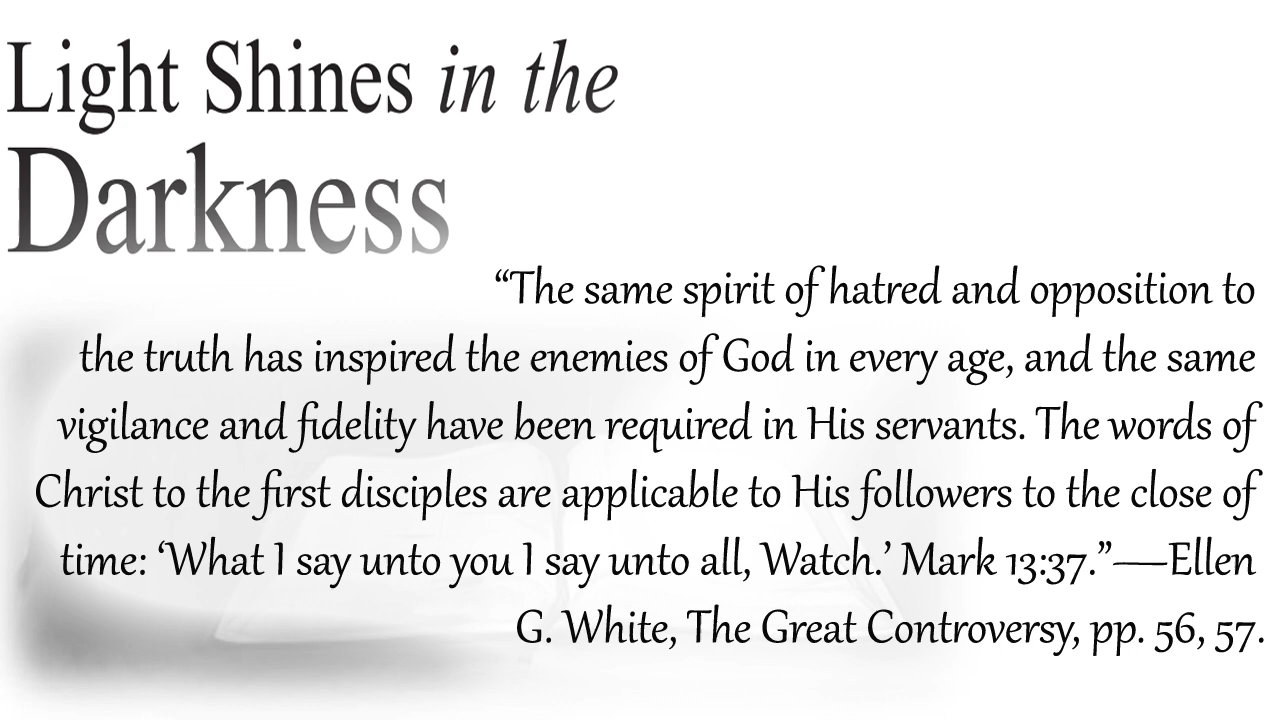 Light Shines in the
Darkness
“The same spirit of hatred and opposition to
the truth has inspired the enemies of God in every age, and the same
vigilance and fidelity have been required in His servants. The words of
Christ to the first disciples are applicable to His followers to the close of
time: ‘What I say unto you I say unto all, Watch.’ Mark 13:37.”—Ellen
G. White, The Great Controversy, pp. 56, 57.